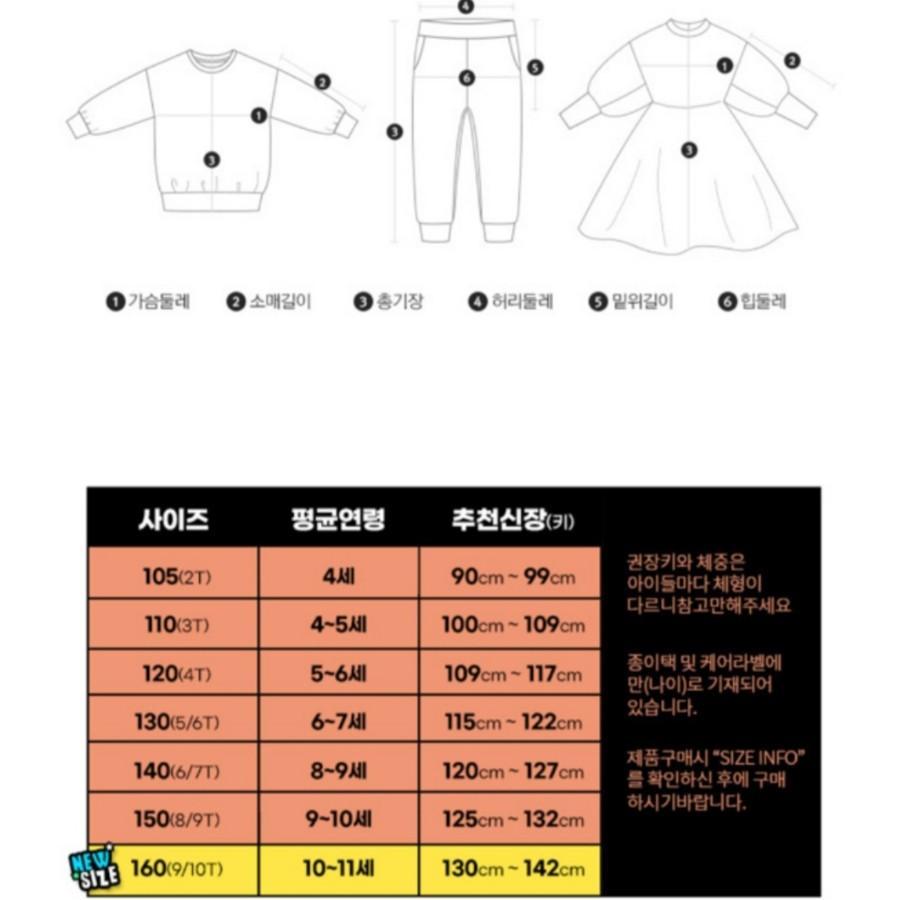 4
2
1
3
6
5
3
1
2
3
1 가슴둘레 2 소매길이 3 총기장 4 허리둘레 5 밑위길이 6 힙둘레
사이즈 평균연령 추천신장(키)
105(2T) 4세 90cm ~ 99cm
110(3T) 4~5세 100cm ~ 109cm
120(4T) 5~6세 109cm ~ 117cm
130(5/6T) 6~7세 115cm ~ 122cm
140(6/7T) 8~9세 120cm ~ 127cm
150(8/9T) 9~10세 125cm ~ 132cm
NEW
SIZE
160(9/10T) 10~11세 130cm ~ 142cm
권장키와 체중은
아이들마다 체형이
다르니참고만해주세요
종이택 및 케어라벨에
만(나이)로 기재되어
있습니다.
제품구매시 “SIZE INFO”
를 확인하신 후에 구매
하시기바랍니다.